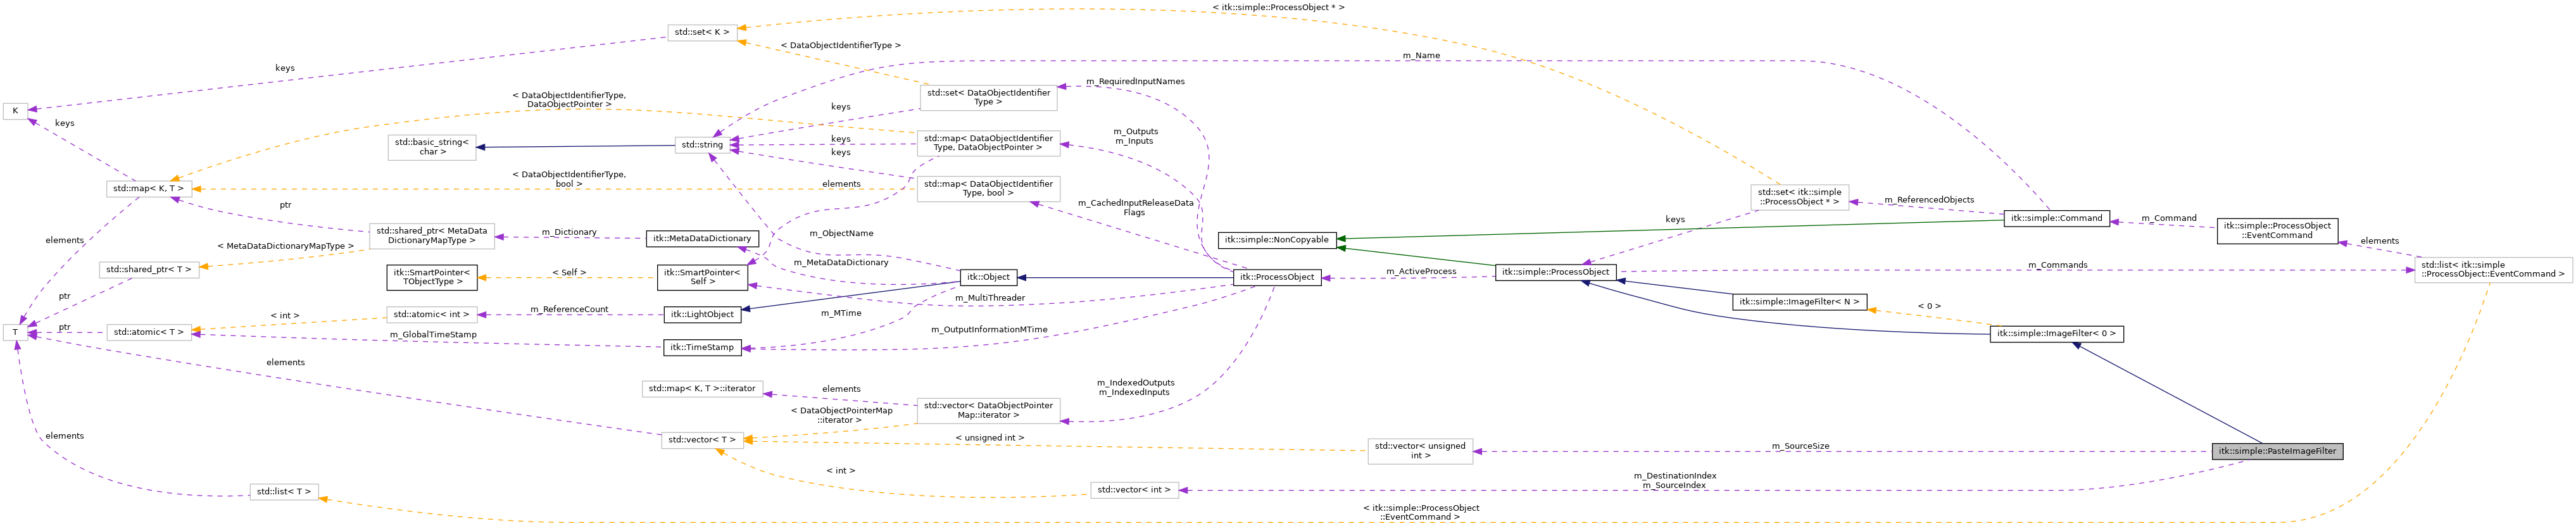 < itk::simple::ProcessObject * >
std::set< K >
< DataObjectIdentifierType >
m_Name
keys
m_RequiredInputNames
std::set< DataObjectIdentifier
Type >
< DataObjectIdentifierType,
DataObjectPointer >
K
keys
keys
std::basic_string<
char >
std::string
keys
keys
std::map< DataObjectIdentifier
Type, DataObjectPointer >
m_Outputs
m_Inputs
std::map< K, T >
< DataObjectIdentifierType,
bool >
elements
std::map< DataObjectIdentifier
Type, bool >
m_CachedInputReleaseData
Flags
std::set< itk::simple
::ProcessObject * >
m_ReferencedObjects
ptr
keys
itk::simple::Command
m_Command
itk::simple::ProcessObject
::EventCommand
elements
elements
std::shared_ptr< MetaData
DictionaryMapType >
m_Dictionary
itk::MetaDataDictionary
m_ObjectName
itk::simple::NonCopyable
< MetaDataDictionaryMapType >
std::shared_ptr< T >
itk::SmartPointer<
TObjectType >
< Self >
itk::SmartPointer<
Self >
m_MetaDataDictionary
itk::Object
itk::ProcessObject
m_ActiveProcess
itk::simple::ProcessObject
m_Commands
std::list< itk::simple
::ProcessObject::EventCommand >
ptr
m_MultiThreader
itk::simple::ImageFilter< N >
< 0 >
T
ptr
std::atomic< T >
< int >
std::atomic< int >
m_ReferenceCount
itk::LightObject
m_MTime
m_GlobalTimeStamp
itk::TimeStamp
m_OutputInformationMTime
itk::simple::ImageFilter< 0 >
elements
std::map< K, T >::iterator
elements
m_IndexedOutputs
m_IndexedInputs
< DataObjectPointerMap
::iterator >
std::vector< DataObjectPointer
Map::iterator >
elements
std::vector< T >
< unsigned int >
std::vector< unsigned
int >
m_SourceSize
itk::simple::PasteImageFilter
< int >
std::list< T >
std::vector< int >
m_DestinationIndex
m_SourceIndex
< itk::simple::ProcessObject
::EventCommand >